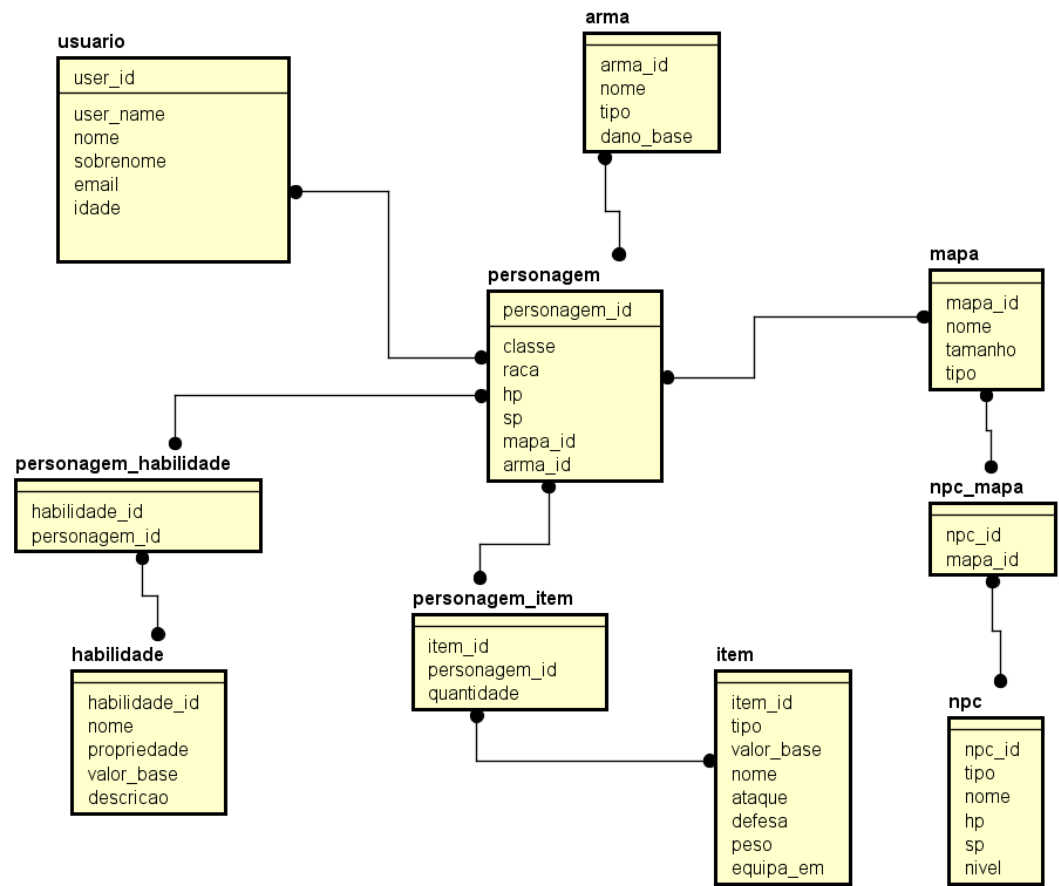 usuario
user_id
user_name
nome
sobrenome
email
idade
arma
arma_id
nome
tipo
dano_base
personagem
personagem_id
classe
raca
hp
sp
mapa_id
arma_id
mapa
mapa_id
nome
tamanho
tipo
personagem_habilidade
habilidade_id
personagem_id
npc_mapa
npc_id
mapa_id
personagem_item
item_id
personagem_id
quantidade
habilidade
habilidade_id
nome
propriedade
valor_base
descricao
item
item_id
tipo
valor_base
nome
ataque
defesa
peso
equipa_em
npc
npc_id
tipo
nome
hp
sp
nivel